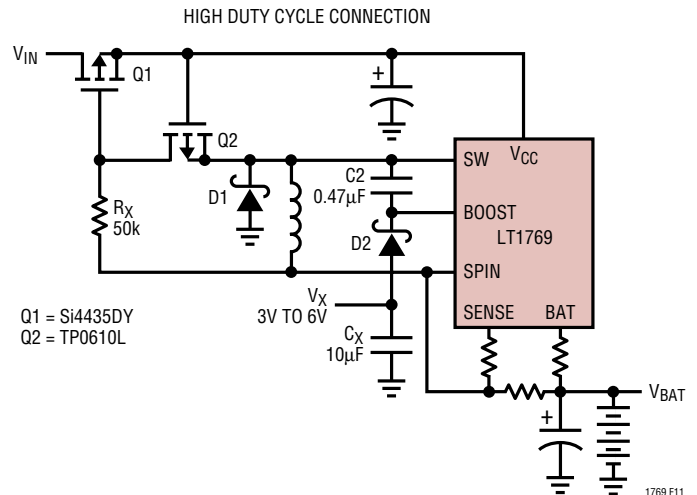 HIGH DUTY CYCLE CONNECTION
VIN
Q1
+
Q2
SW
VCC
C2
0.47µF
D1
BOOST
LT1769
RX
50k
D2
SPIN
VX
3V TO 6V
SENSE
BAT
Q1 = Si4435DY
Q2 = TP0610L
CX
10µF
VBAT
+
1769 F11